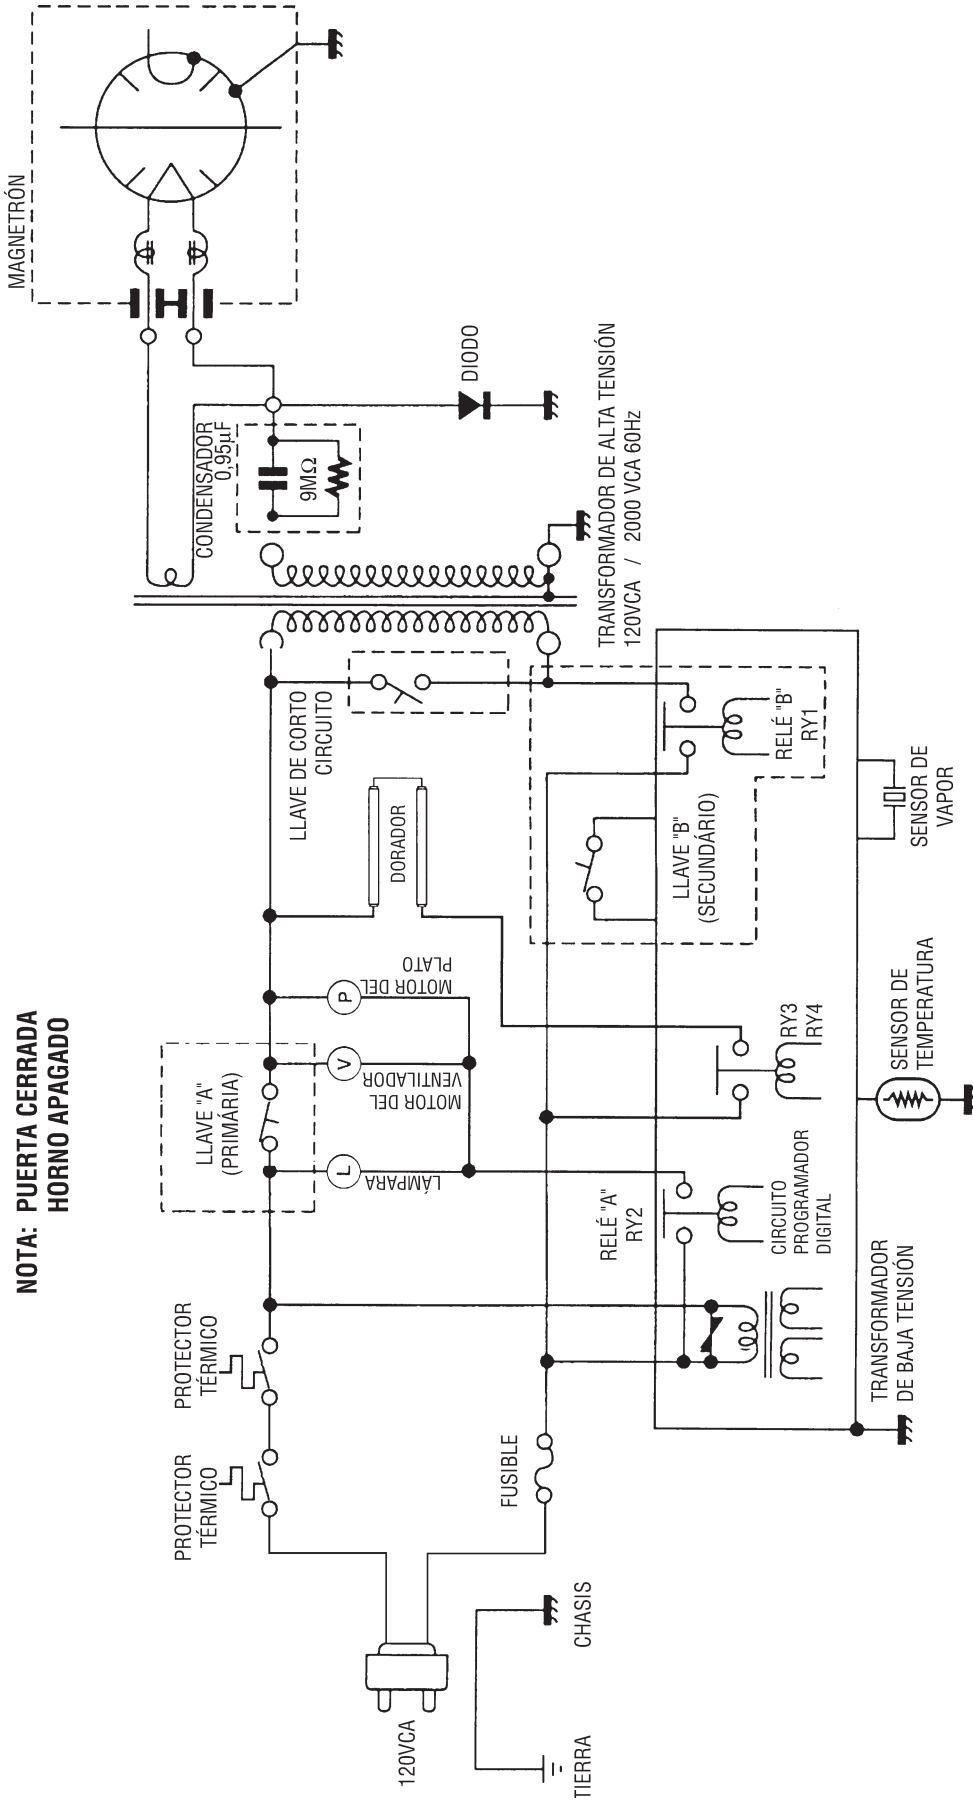 NOTA: PUERTA CERRADA
HORNO APAGADO
MAGNETRÓN
CONDENSADOR
0,95µF
9MΩ
DIODO
TRANSFORMADOR DE ALTA TENSIÓN
120VCA / 2000 VCA 60Hz
LLAVE DE CORTO
CIRCUITO
DORADOR
P
MOTOR DEL
PLATO
V
MOTOR DEL
VENTILADOR
L
LÁMPARA
LLAVE "A"
(PRIMÁRIA)
PROTECTOR
TÉRMICO
PROTECTOR
TÉRMICO
120VCA
TIERRA
CHASIS
FUSIBLE
RELÉ "A"
RY2
LLAVE "B"
(SECUNDÁRIO)
RELÉ "B"
RY1
RY3
RY4
CIRCUITO
PROGRAMADOR
DIGITAL
TRANSFORMADOR
DE BAJA TENSIÓN
SENSOR DE
TEMPERATURA
SENSOR DE
VAPOR